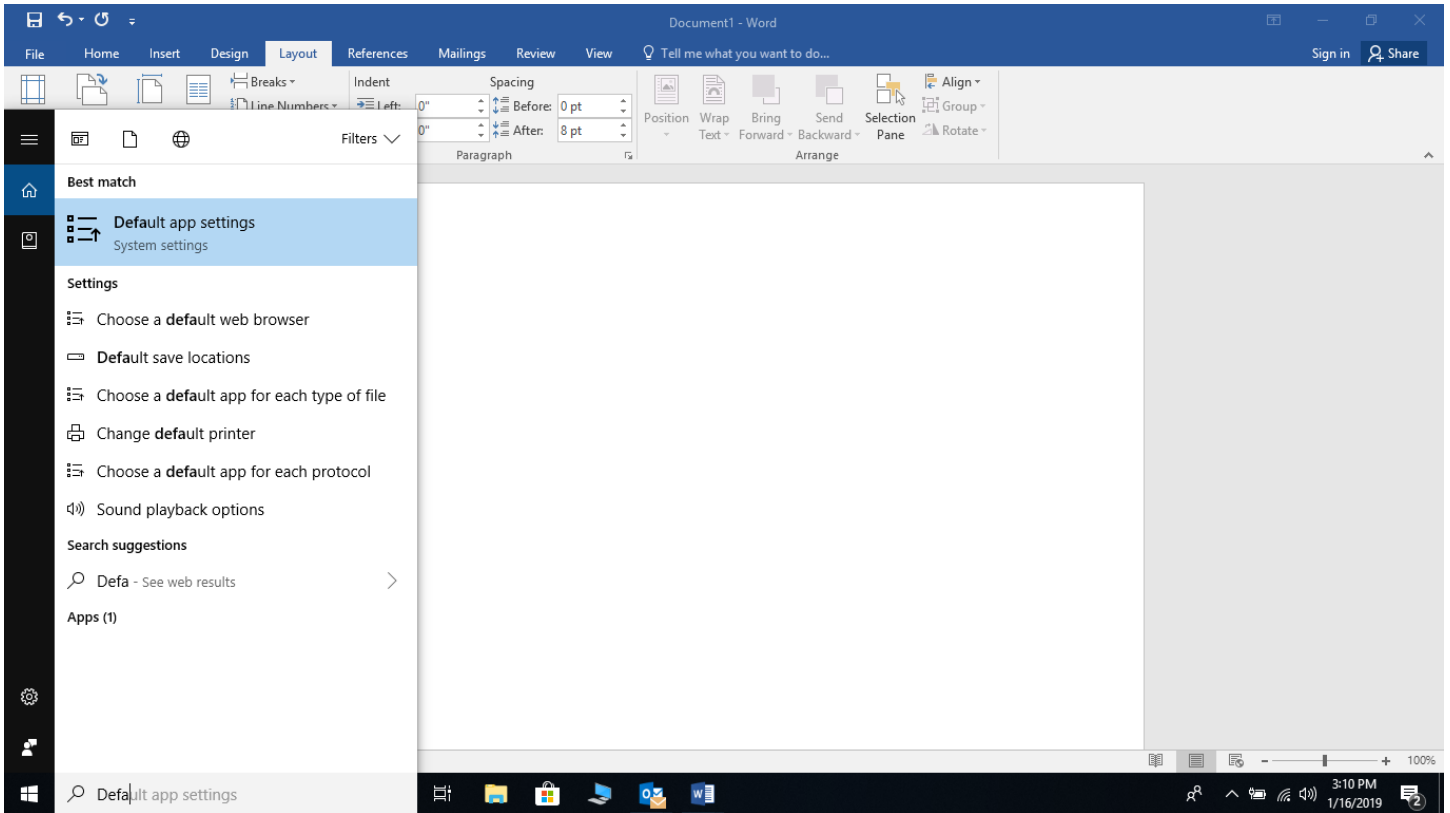 Document1 - Word
File Home Insert Design Layout References Mailings Review View Tell me what you want to do... Sign in Share
Breaks Indent Spacing Align
Line Numbers Left: 0" Before: 0 pt Group
0" After: 8 pt Rotate
Position Wrap Text Bring Forward Send Backward Selection Pane
Paragraph Arrange
Filters
Best match
Default app settings
System settings
Settings
Choose a default web browser
Default save locations
Choose a default app for each type of file
Change default printer
Choose a default app for each protocol
Sound playback options
Search suggestions
Defa - See web results
Apps (1)
100%
Default app settings
3:10 PM
1/16/2019
2